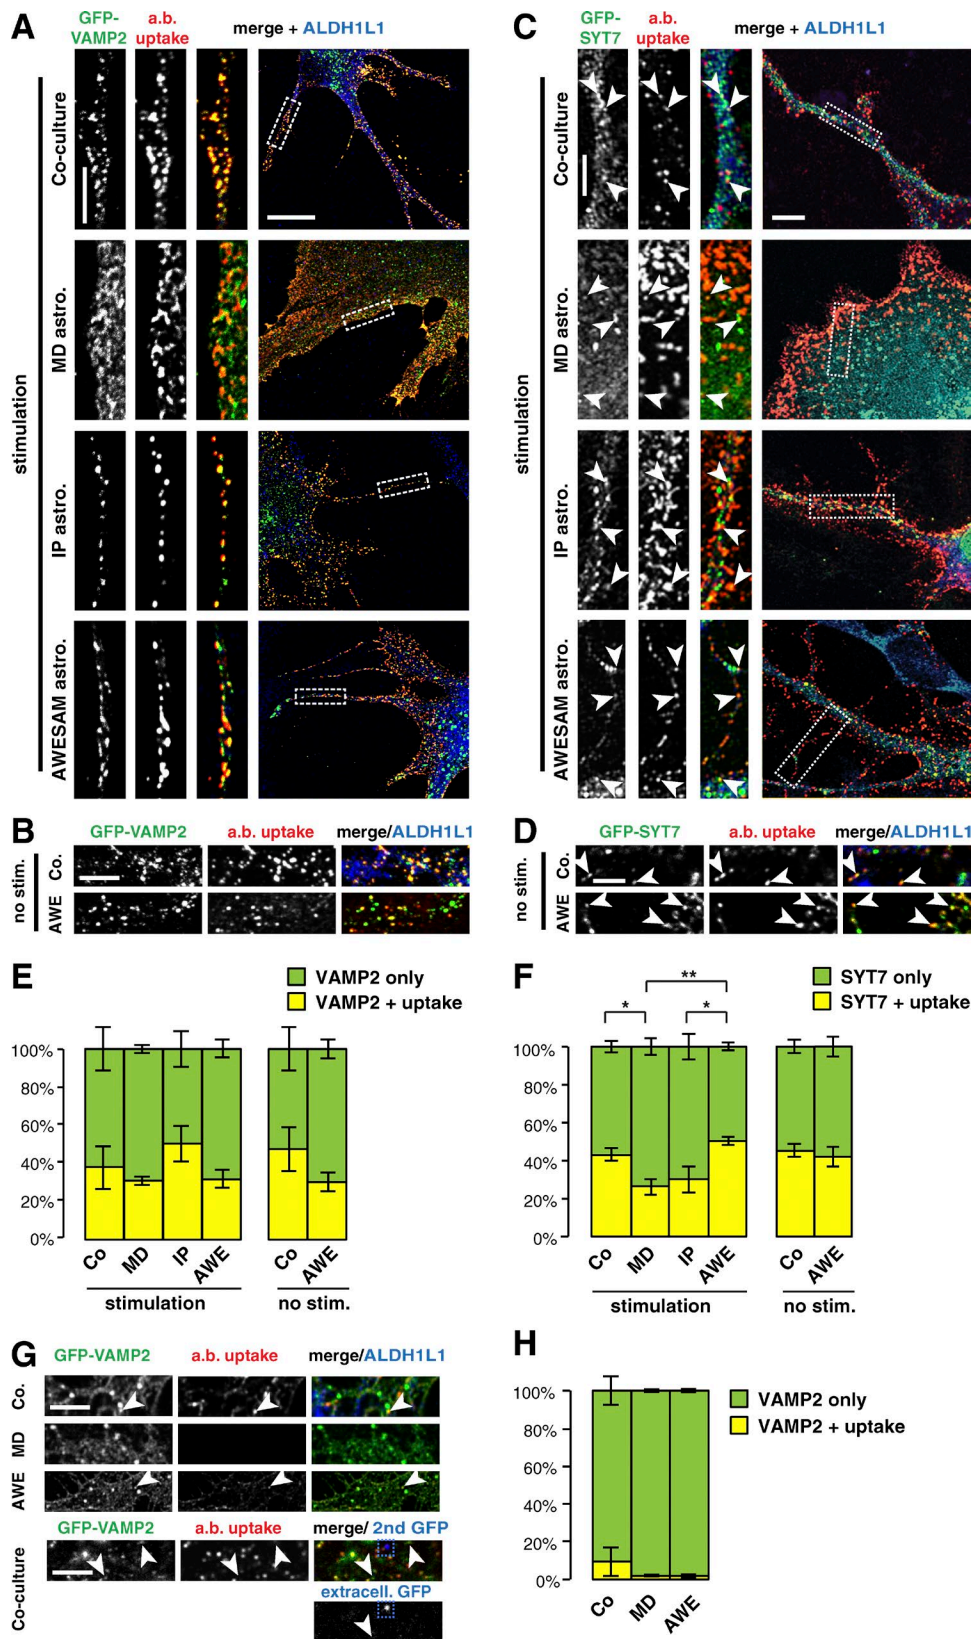 A
GFP-VAMP2
a.b. uptake
merge + ALDH1L1
stimulation
Co-culture
MD astro.
IP astro.
AWESAM astro.
C
GFP-SYT7
a.b. uptake
merge + ALDH1L1
stimulation
Co-culture
MD astro.
IP astro.
AWESAM astro.
B
GFP-VAMP2
a.b. uptake
merge/ALDH1L1
no stim.
Co.
AWE
D
GFP-SYT7
a.b. uptake
merge/ALDH1L1
no stim.
Co.
AWE
E
VAMP2 only
VAMP2 + uptake
100%
80%
60%
40%
20%
0%
Co MD IP AWE
Co AWE
stimulation
no stim.
F
SYT7 only
SYT7 + uptake
**
* *
100%
80%
60%
40%
20%
0%
Co MD IP AWE
Co AWE
stimulation
no stim.
G
GFP-VAMP2
a.b. uptake
merge/ALDH1L1
Co.
MD
AWE
GFP-VAMP2
a.b. uptake
merge/ 2nd GFP
Co-culture
extracell. GFP
H
VAMP2 only
VAMP2 + uptake
100%
80%
60%
40%
20%
0%
Co MD AWE